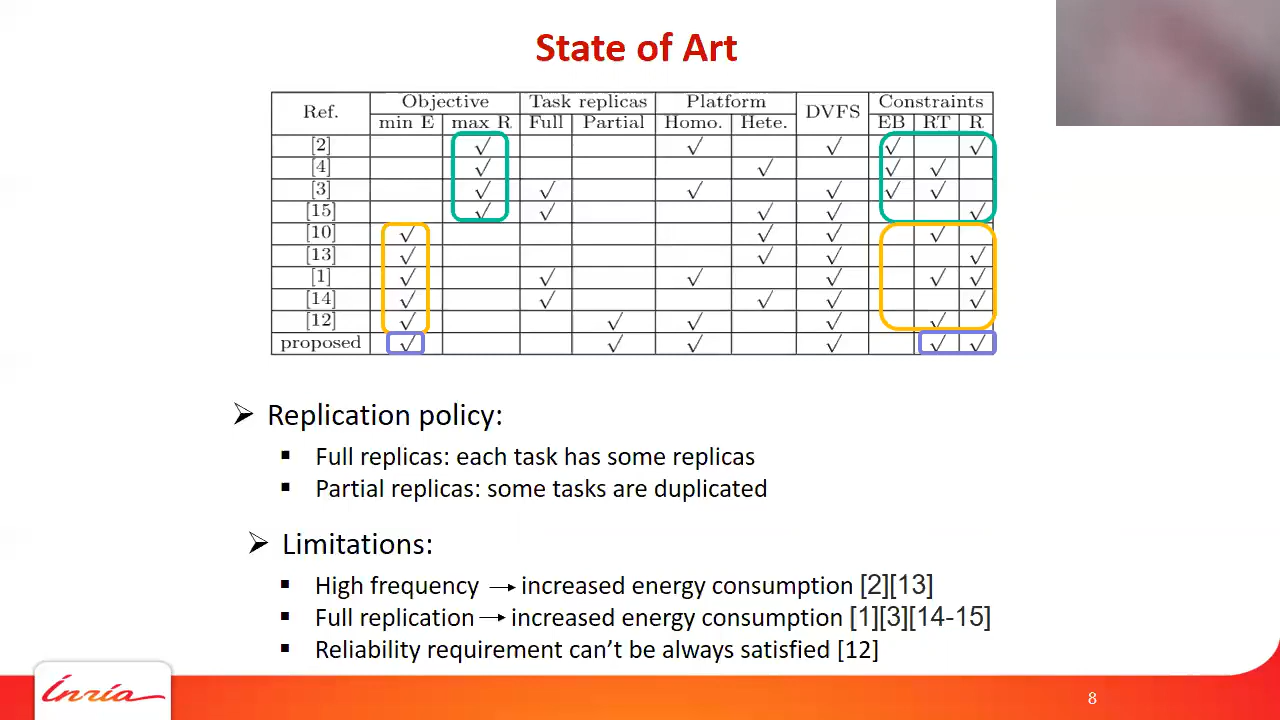 State of Art
Ref. Objective Task replicas Platform DVFS Constraints
min E max R Full Partial Homo. Hete. EB RT R
[2] √ √ √ √ √
[4] √ √ √ √
[3] √ √ √ √ √ √
[15] √ √ √ √ √
[10] √ √ √ √
[13] √ √ √ √
[1] √ √ √ √ √ √
[14] √ √ √ √ √
[12] √ √ √ √ √
proposed √ √ √ √ √ √
Replication policy:
Full replicas: each task has some replicas
Partial replicas: some tasks are duplicated
Limitations:
High frequency → increased energy consumption [2][13]
Full replication → increased energy consumption [1][3][14-15]
Reliability requirement can't be always satisfied [12]
Inria
8